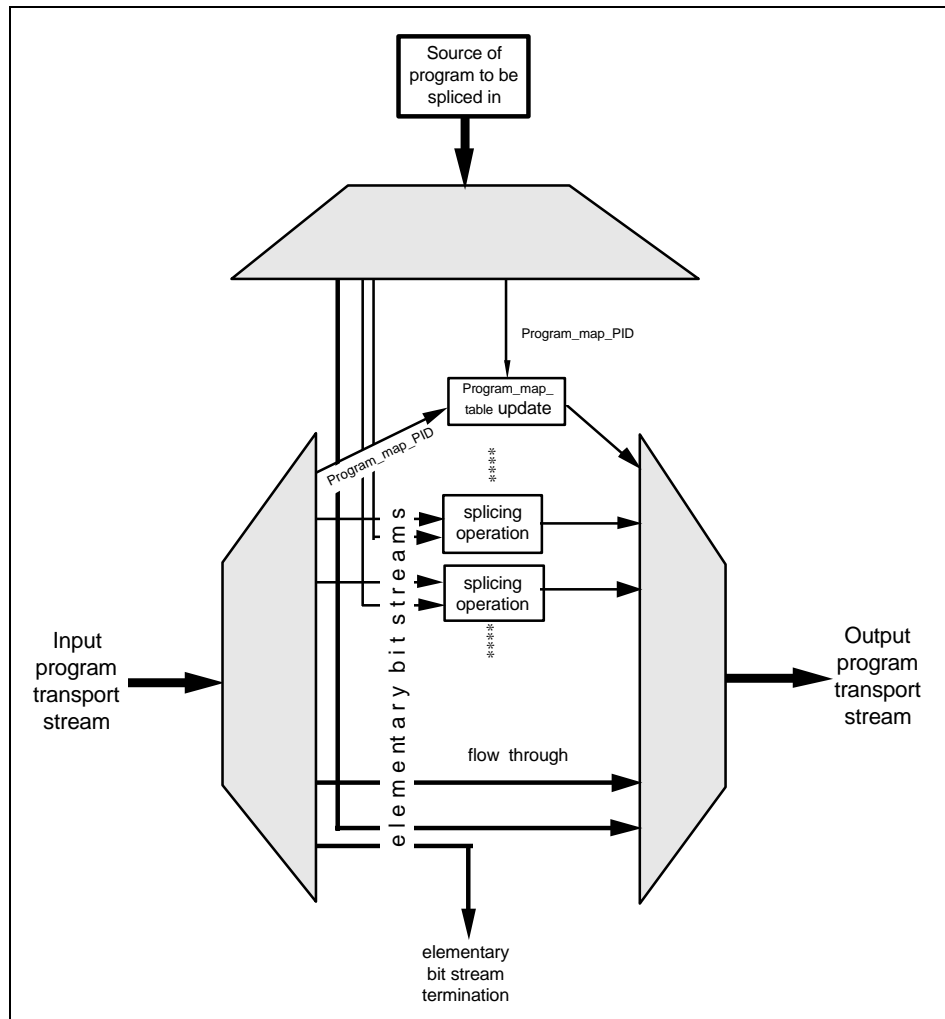 Source of
program to be
spliced in
Program_map_PID
Program_map_
table update
Program_map_PID
****
splicing
operation
splicing
operation
****
elementary bit streams
Input
program
transport
stream
Output
program
transport
stream
flow through
elementary
bit stream
termination